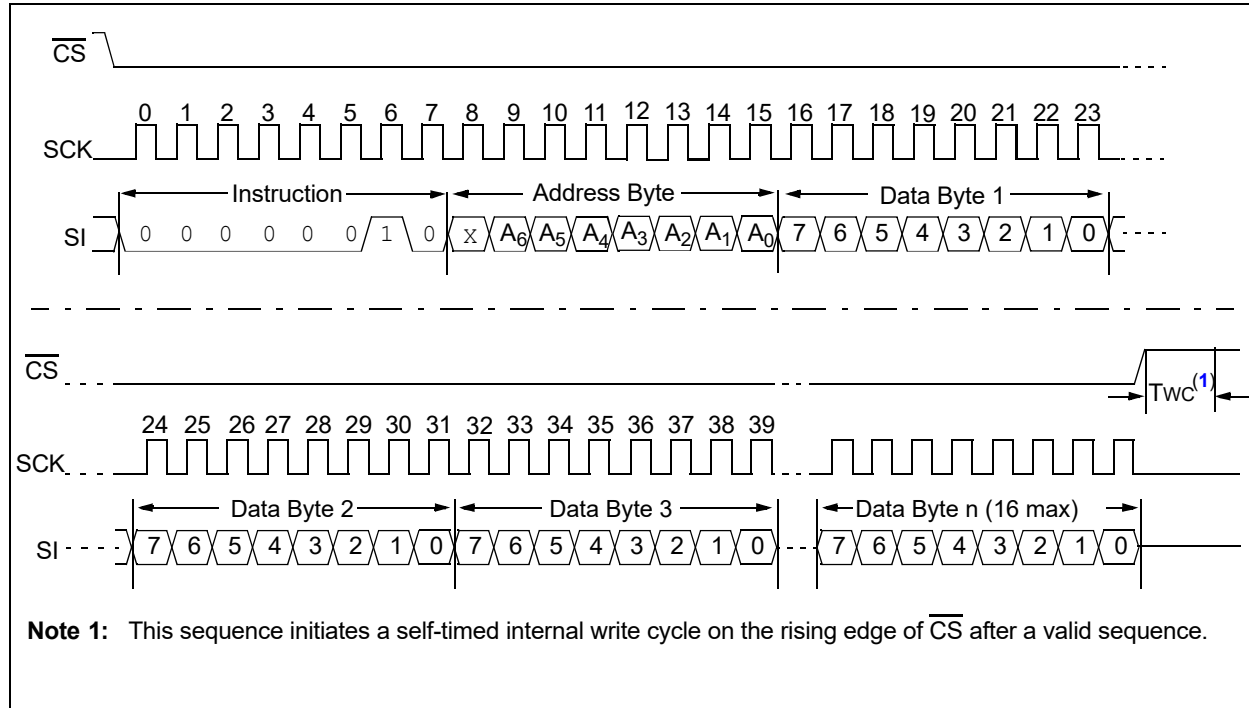 CS
0 1 2 3 4 5 6 7 8 9 10 11 12 13 14 15 16 17 18 19 20 21 22 23
SCK
Instruction Address Byte Data Byte 1
SI 0 0 0 0 0 0 1 0 X A6 A5 A4 A3 A2 A1 A0 7 6 5 4 3 2 1 0
CS
TWC(1)
24 25 26 27 28 29 30 31 32 33 34 35 36 37 38 39
SCK
Data Byte 2 Data Byte 3 Data Byte n (16 max)
SI 7 6 5 4 3 2 1 0 7 6 5 4 3 2 1 0 7 6 5 4 3 2 1 0
Note 1: This sequence initiates a self-timed internal write cycle on the rising edge of CS after a valid sequence.